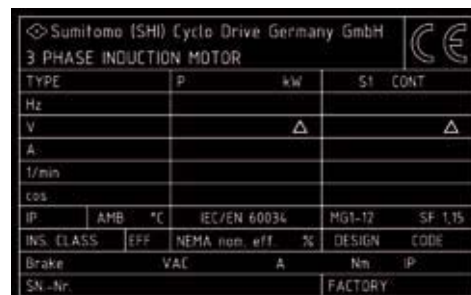 Sumitomo (SHI) Cyclo Drive Germany GmbH CE
3 PHASE INDUCTION MOTOR
TYPE P kW S1 CONT
Hz
V Δ Δ
A
1/min
cos
IP AMB °C IEC/EN 60034 MG1-12 SF 1,15
INS. CLASS EFF NEMA nom. eff. % DESIGN CODE
Brake VAC A Nm IP
SN.-Nr. FACTORY